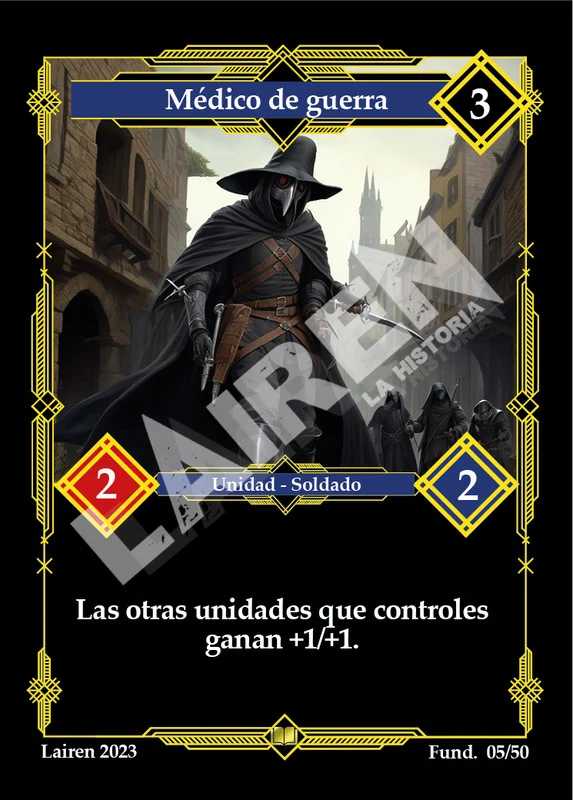 Médico de guerra
3
LAIREN
LA HISTORIA
2
Unidad - Soldado
2
Las otras unidades que controles
ganan +1/+1.
Lairen 2023
Fund. 05/50